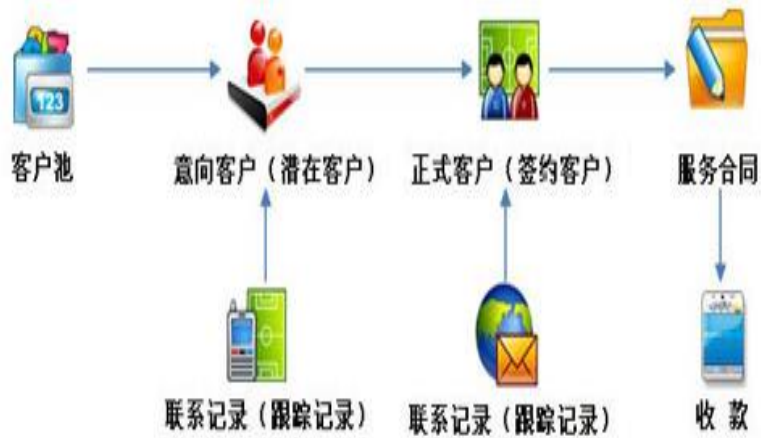 123
客户池
意向客户（潜在客户）
正式客户（签约客户）
服务合同
联系记录（跟踪记录）
联系记录（跟踪记录）
收 款